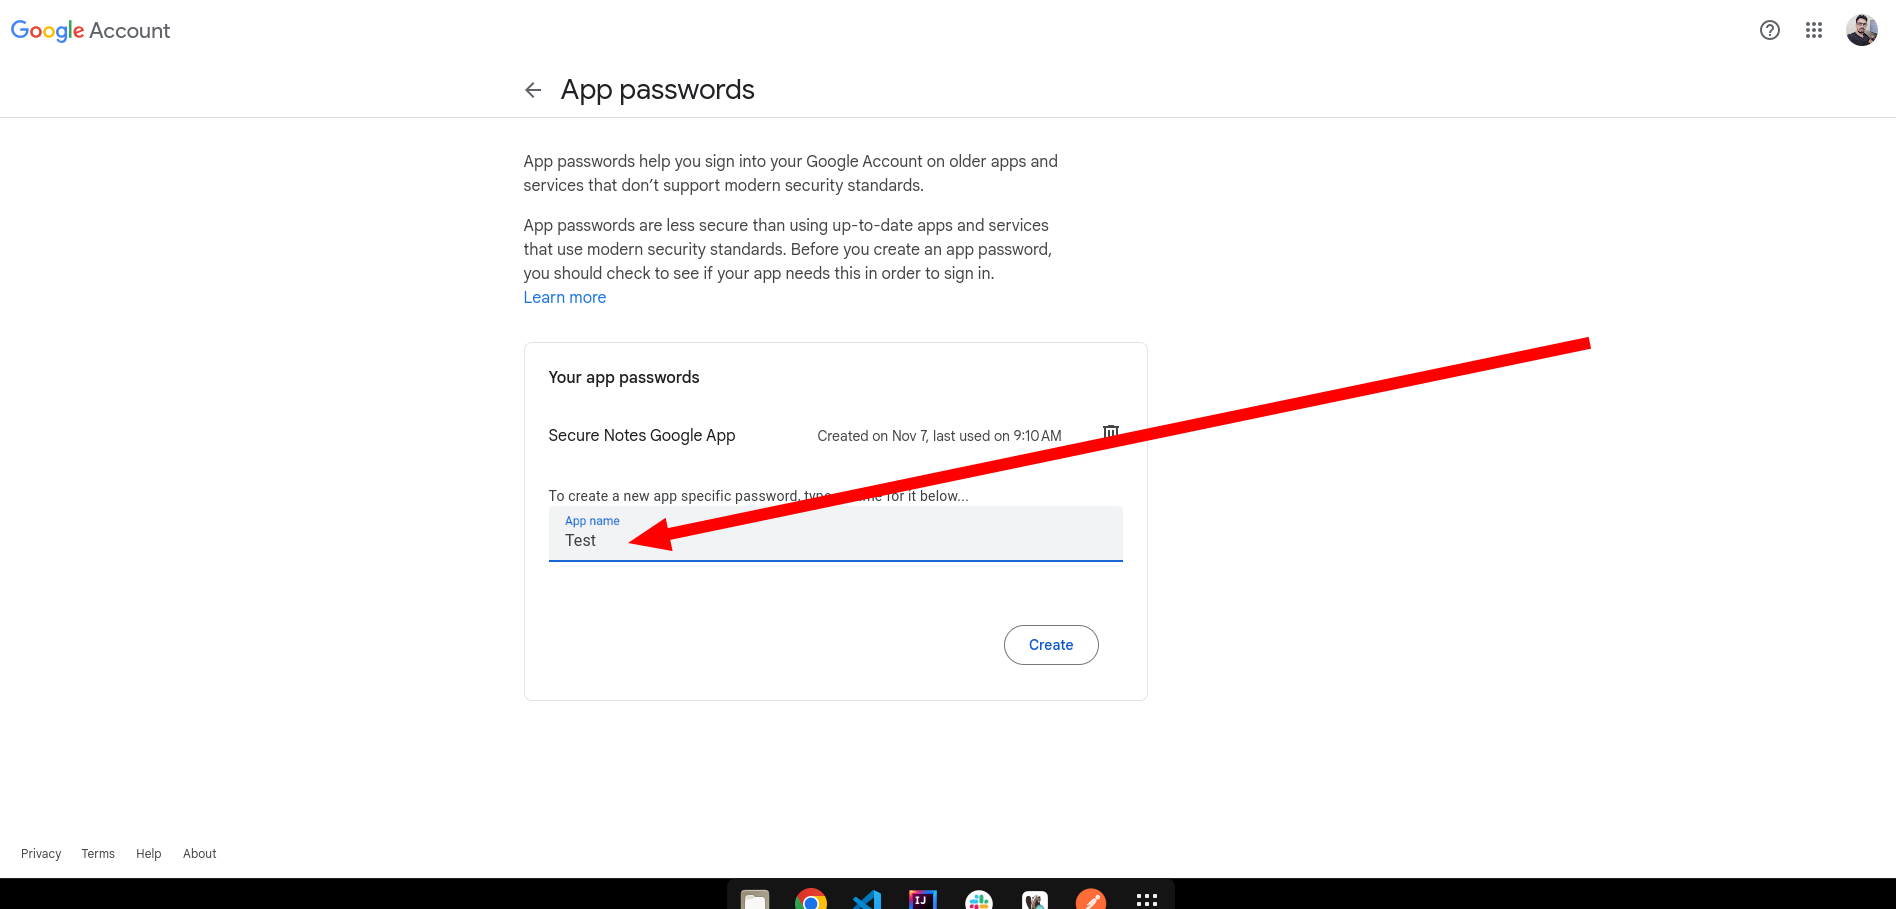 Google Account
App passwords
App passwords help you sign into your Google Account on older apps and
services that don’t support modern security standards.
App passwords are less secure than using up-to-date apps and services
that use modern security standards. Before you create an app password,
you should check to see if your app needs this in order to sign in.
Learn more
Your app passwords
Secure Notes Google App Created on Nov 7, last used on 9:10 AM
To create a new app specific password, for it below...
App name
Test
Create
Privacy Terms Help About
IJ